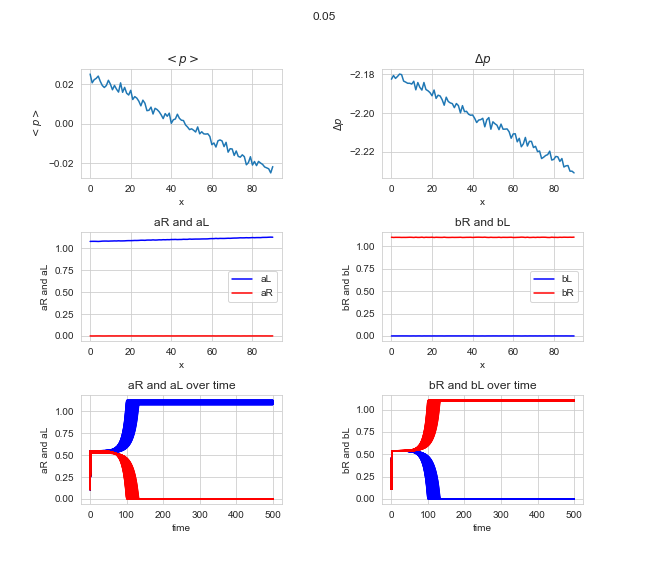 0.05
< p >
Δp
0.02
0.00
−0.02
< p >
0 20 40 60 80
x
−2.18
−2.20
−2.22
Δp
0 20 40 60 80
x
aR and aL
bR and bL
1.00
0.75
0.50
0.25
0.00
aR and aL
aL
aR
0 20 40 60 80
x
1.00
0.75
0.50
0.25
0.00
bR and bL
bL
bR
0 20 40 60 80
x
aR and aL over time
bR and bL over time
1.00
0.75
0.50
0.25
0.00
aR and aL
0 100 200 300 400 500
time
1.00
0.75
0.50
0.25
0.00
bR and bL
0 100 200 300 400 500
time